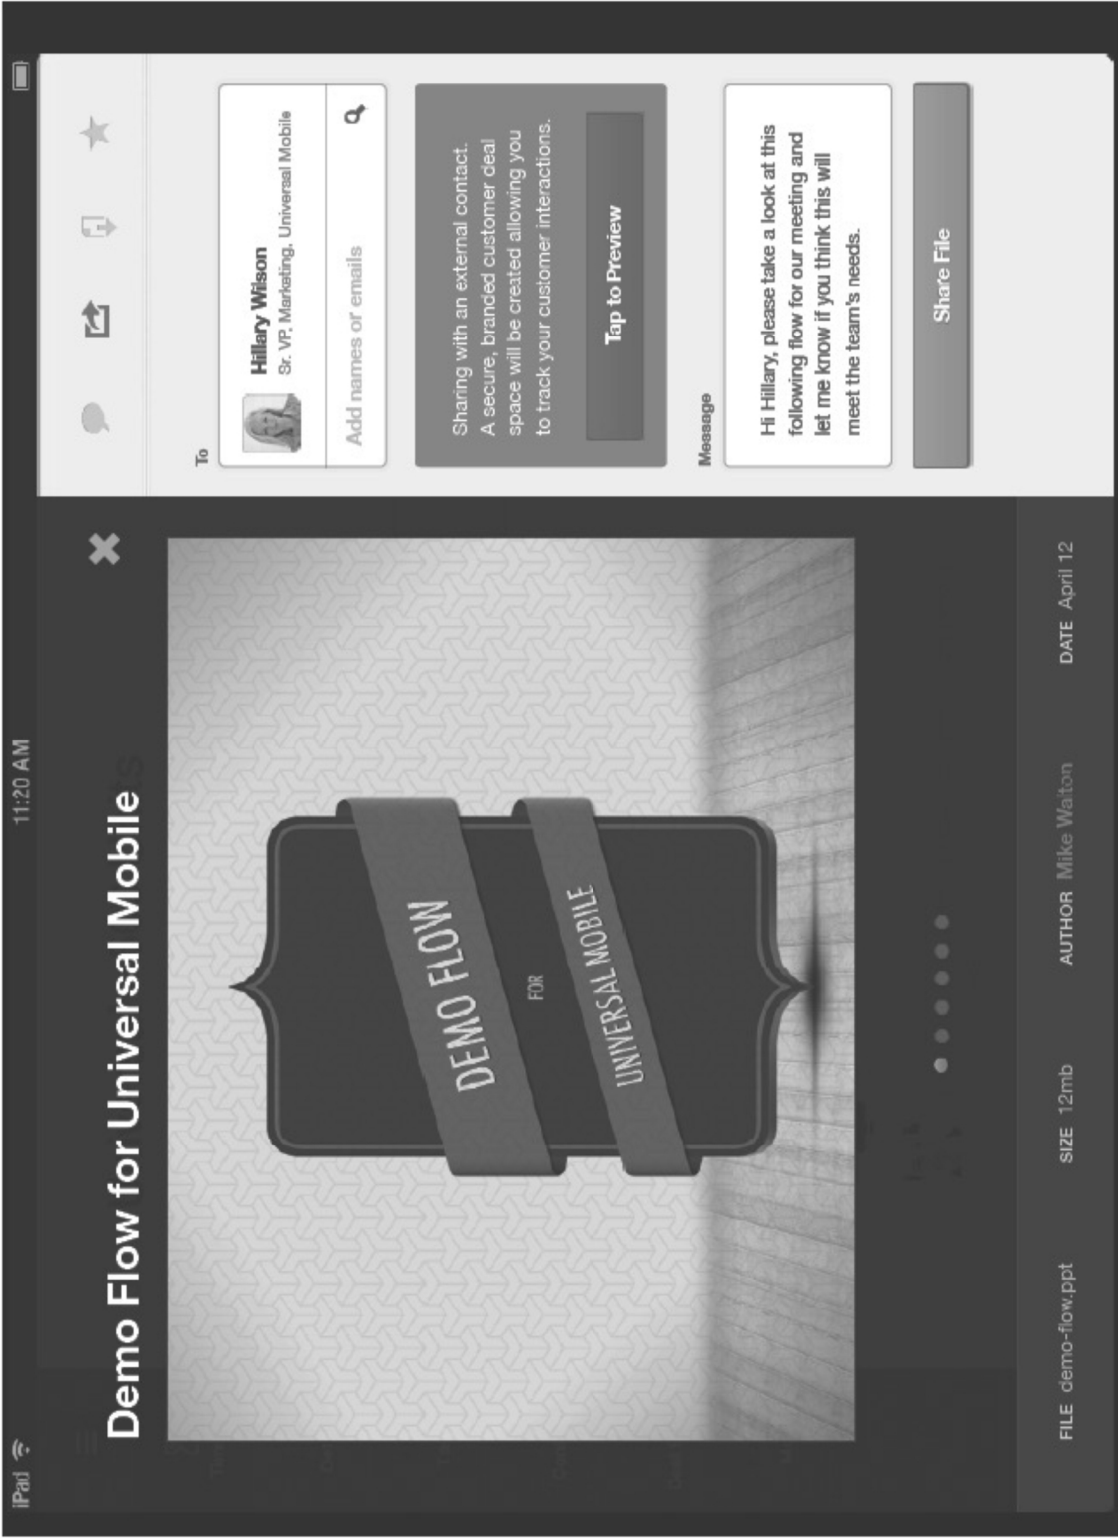 iPad
11:20 AM
Demo Flow for Universal Mobile
DEMO FLOW
FOR
UNIVERSAL MOBILE
FILE demo-flow.ppt
SIZE 12mb
AUTHOR Mike Walton
DATE April 12
To
Hillary Wilson
Sr. VP, Marketing, Universal Mobile
Add names or emails
Sharing with an external contact.
A secure, branded customer deal
space will be created allowing you
to track your customer interactions.
Tap to Preview
Message
Hi Hillary, please take a look at this
following flow for our meeting and
let me know if you think this will
meet the team's needs.
Share File